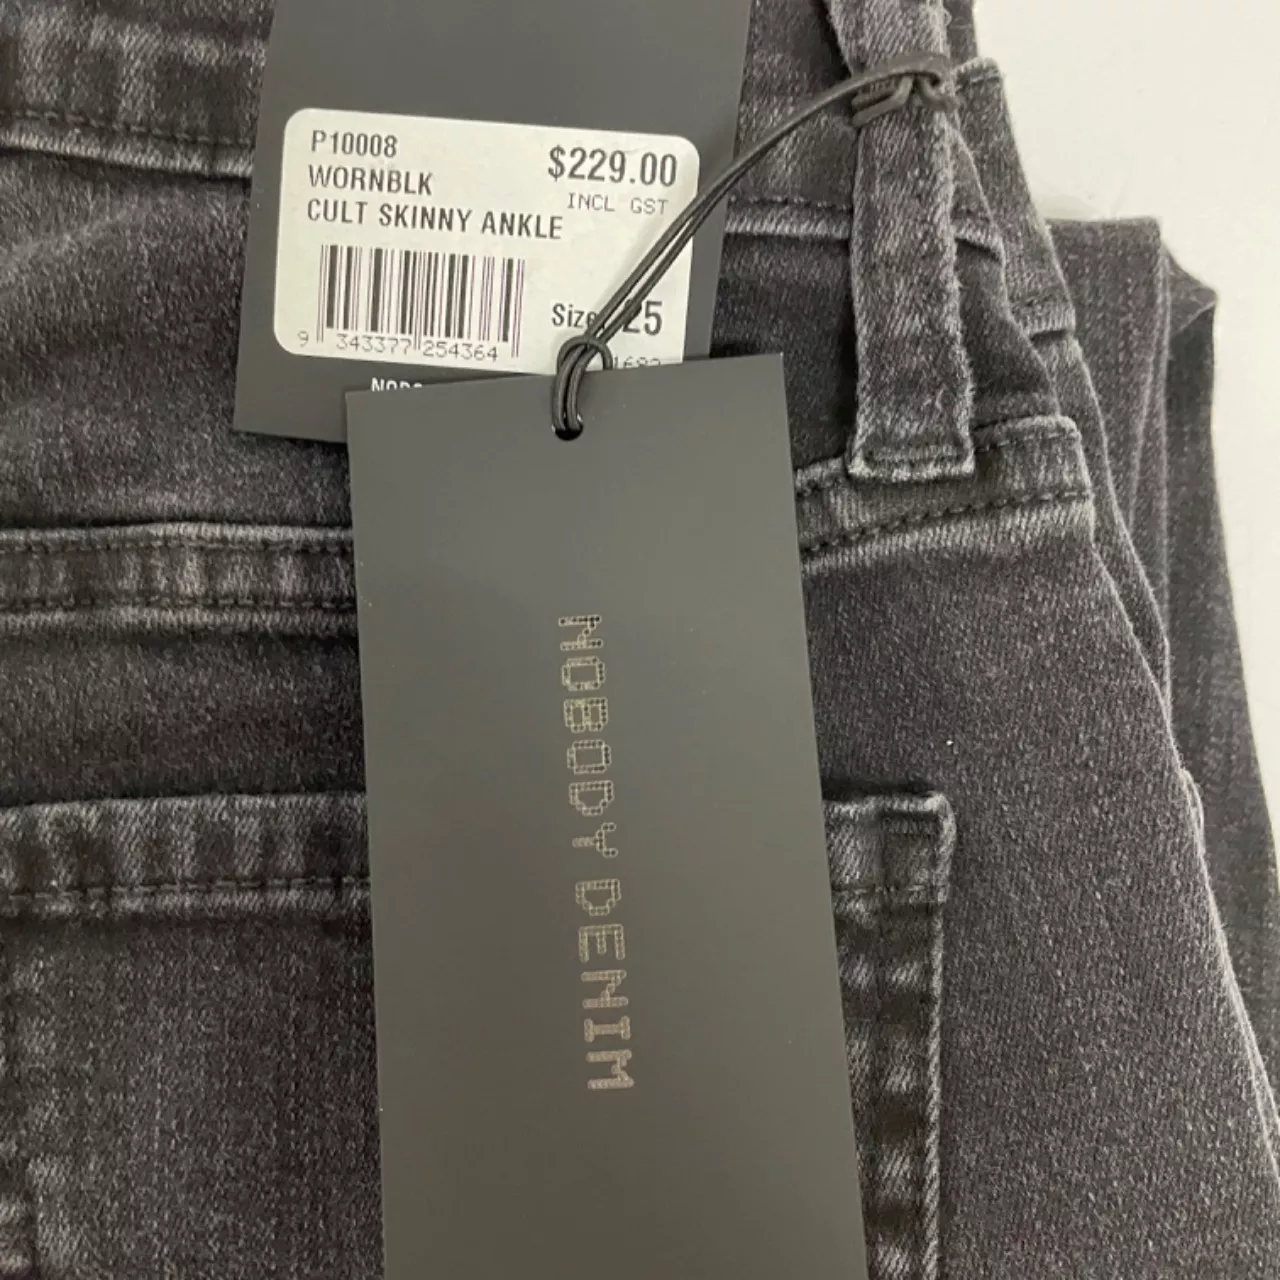 P10008
WORNBLK
CULT SKINNY ANKLE
$229.00
INCL GST
Size 25
9 343377 254364
NOBODY DENIM